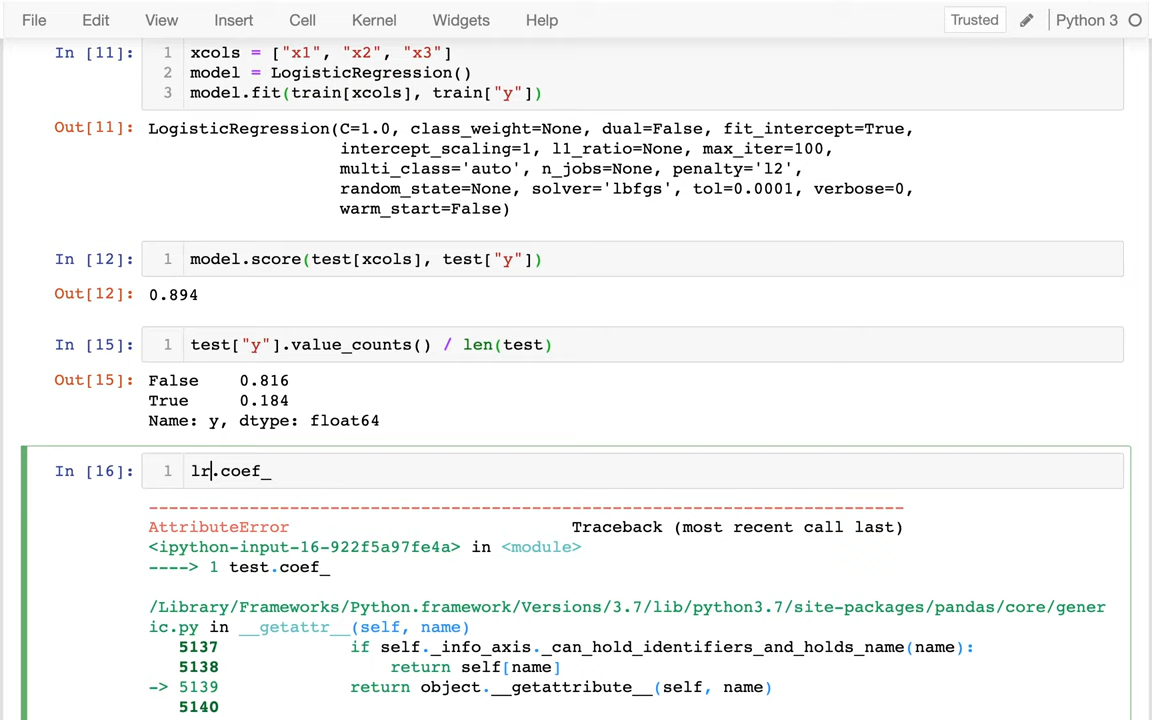 File Edit View Insert Cell Kernel Widgets Help Trusted Python 3
In [11]: 1 xcols = ["x1", "x2", "x3"]
2 model = LogisticRegression()
3 model.fit(train[xcols], train["y"])
Out[11]: LogisticRegression(C=1.0, class_weight=None, dual=False, fit_intercept=True,
intercept_scaling=1, l1_ratio=None, max_iter=100,
multi_class='auto', n_jobs=None, penalty='l2',
random_state=None, solver='lbfgs', tol=0.0001, verbose=0,
warm_start=False)
In [12]: 1 model.score(test[xcols], test["y"])
Out[12]: 0.894
In [15]: 1 test["y"].value_counts() / len(test)
Out[15]: False 0.816
True 0.184
Name: y, dtype: float64
In [16]: 1 lr.coef_
---------------------------------------------------------------------------
AttributeError Traceback (most recent call last)
<ipython-input-16-922f5a97fe4a> in <module>
----> 1 test.coef_
/Library/Frameworks/Python.framework/Versions/3.7/lib/python3.7/site-packages/pandas/core/gener
ic.py in __getattr__(self, name)
5137 if self._info_axis._can_hold_identifiers_and_holds_name(name):
5138 return self[name]
-> 5139 return object.__getattribute__(self, name)
5140